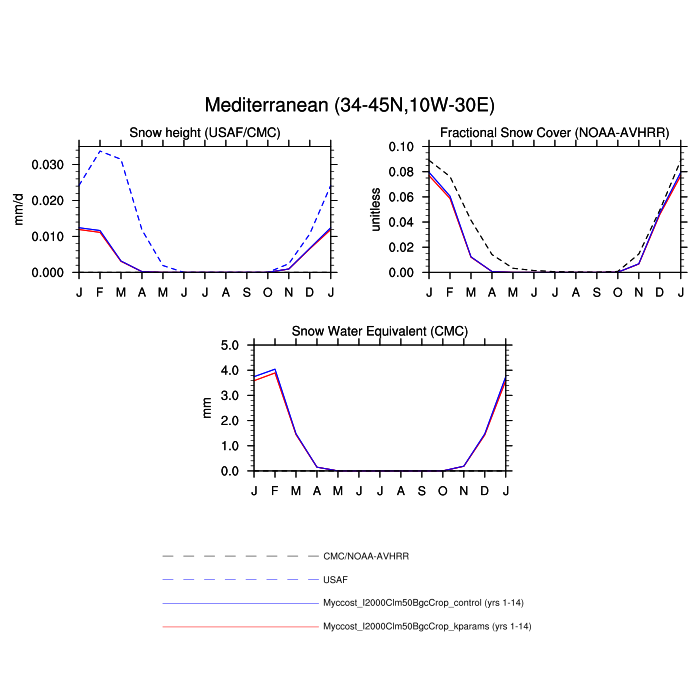 Mediterranean (34-45N,10W-30E)
Snow height (USAF/CMC)
mm/d
0.030
0.020
0.010
0.000
J F M A M J J A S O N D J
Fractional Snow Cover (NOAA-AVHRR)
unitless
0.10
0.08
0.06
0.04
0.02
0.00
J F M A M J J A S O N D J
Snow Water Equivalent (CMC)
mm
5.0
4.0
3.0
2.0
1.0
0.0
J F M A M J J A S O N D J
CMC/NOAA-AVHRR
USAF
Myccost_I2000Clm50BgcCrop_control (yrs 1-14)
Myccost_I2000Clm50BgcCrop_kparams (yrs 1-14)